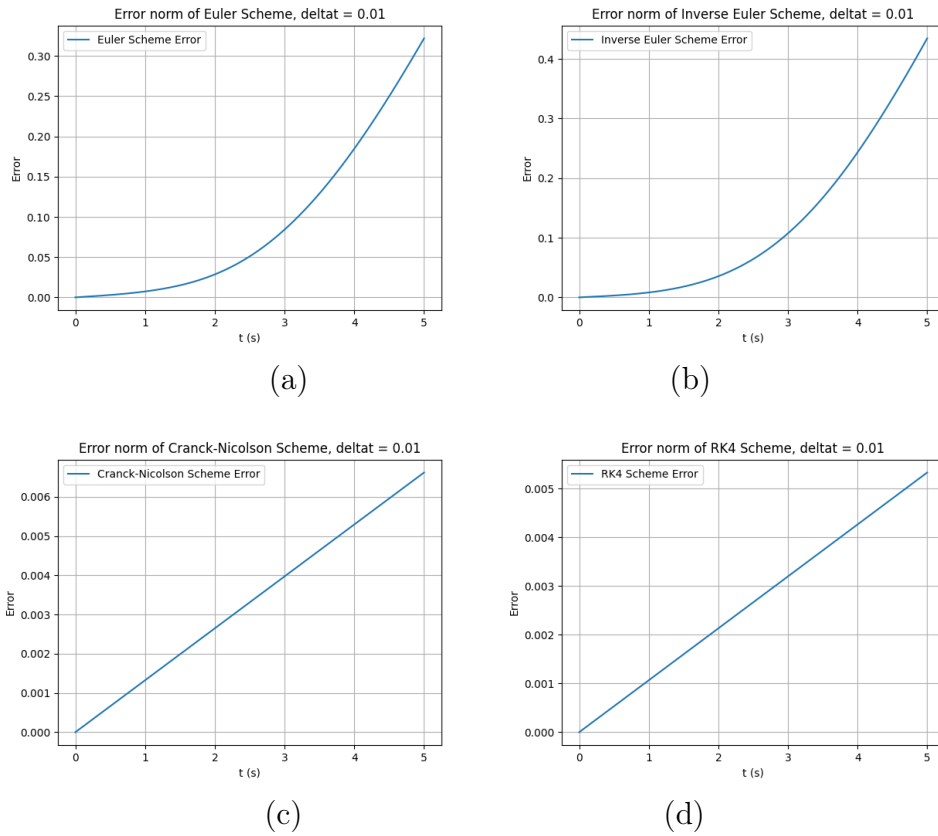 Error norm of Euler Scheme, deltat = 0.01
Euler Scheme Error
0.30
0.25
0.20
0.15
0.10
0.05
0.00
Error
0 1 2 3 4 5
t (s)
(a)
Error norm of Inverse Euler Scheme, deltat = 0.01
Inverse Euler Scheme Error
0.4
0.3
0.2
0.1
0.0
Error
0 1 2 3 4 5
t (s)
(b)
Error norm of Cranck-Nicolson Scheme, deltat = 0.01
Cranck-Nicolson Scheme Error
0.006
0.005
0.004
0.003
0.002
0.001
0.000
Error
0 1 2 3 4 5
t (s)
(c)
Error norm of RK4 Scheme, deltat = 0.01
RK4 Scheme Error
0.005
0.004
0.003
0.002
0.001
0.000
Error
0 1 2 3 4 5
t (s)
(d)